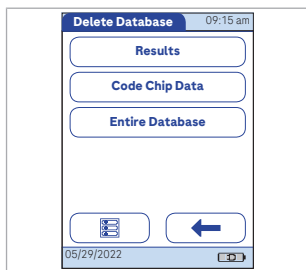 Delete Database 09:15 am
Results
Code Chip Data
Entire Database
05/29/2022